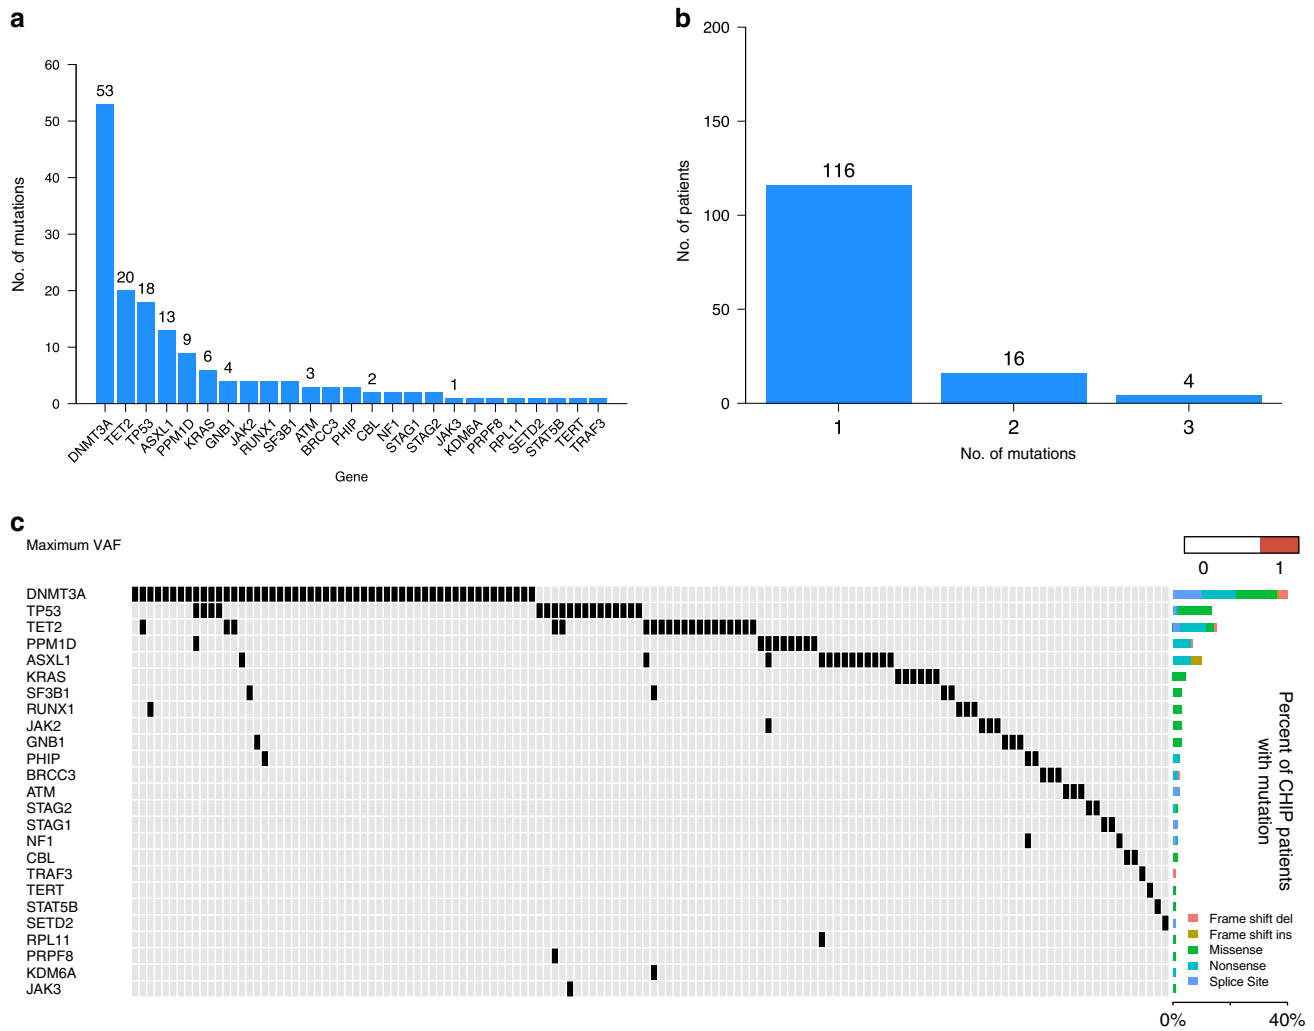 a
60
50
40
30
20
10
0
No. of mutations
53
20
18
13
9
6
4
3
2
1
DNMT3A
TET2
TP53
ASXL1
PPM1D
KRAS
GNB1
JAK2
RUNX1
SF3B1
ATM
BRCC3
PHIP
CBL
NF1
STAG1
STAG2
JAK3
KDM6A
PRPF8
RPL11
SETD2
STAT5B
TERT
TRAF3
Gene
b
200
150
100
50
0
No. of patients
116
16
4
1
2
3
No. of mutations
c
Maximum VAF
0 1
DNMT3A
TP53
TET2
PPM1D
ASXL1
KRAS
SF3B1
RUNX1
JAK2
GNB1
PHIP
BRCC3
ATM
STAG2
STAG1
NF1
CBL
TRAF3
TERT
STAT5B
SETD2
RPL11
PRPF8
KDM6A
JAK3
Percent of CHIP patients
with mutation
Frame shift del
Frame shift ins
Missense
Nonsense
Splice Site
0% 40%